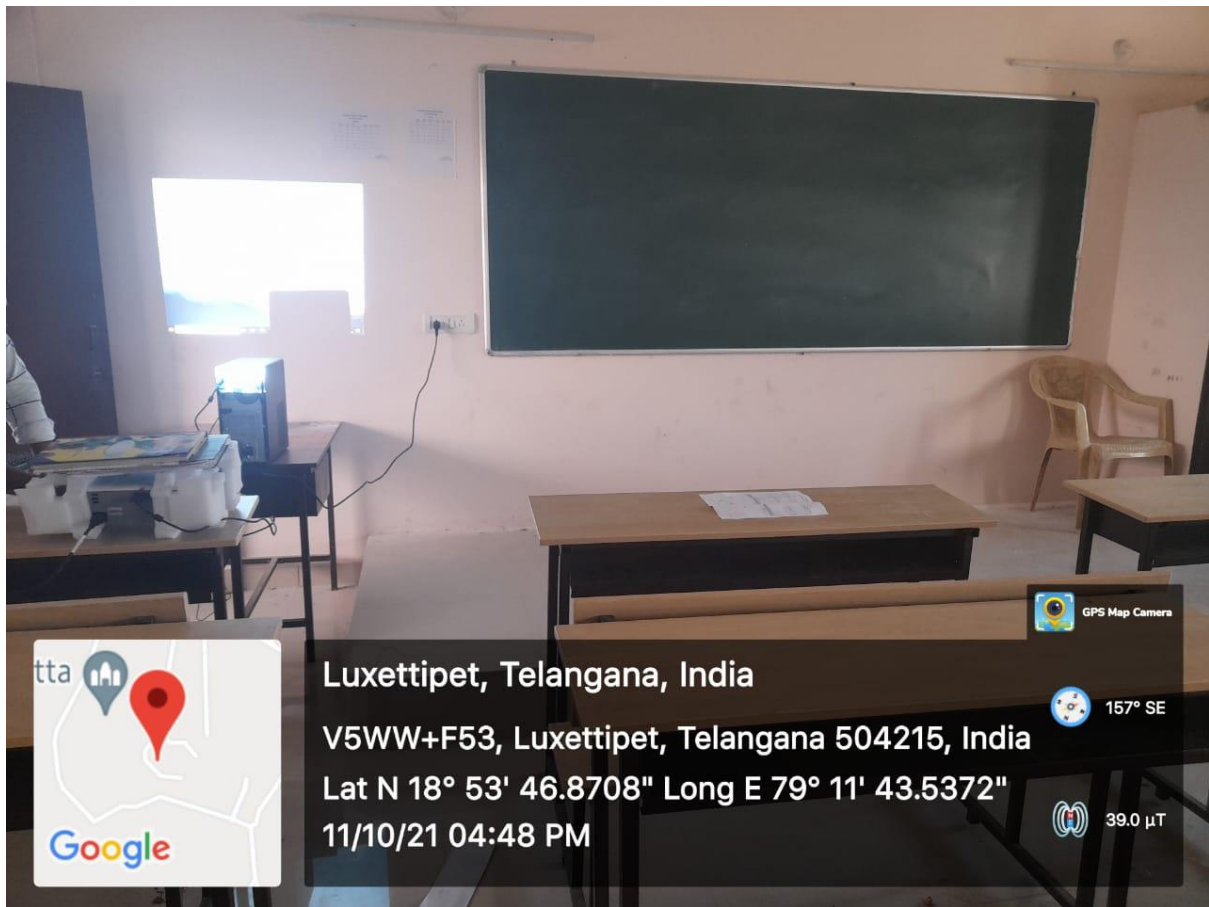 GPS Map Camera
tta
Luxettipet, Telangana, India
157° SE
V5WW+F53, Luxettipet, Telangana 504215, India
Lat N 18° 53' 46.8708" Long E 79° 11' 43.5372"
39.0 µT
11/10/21 04:48 PM
Google